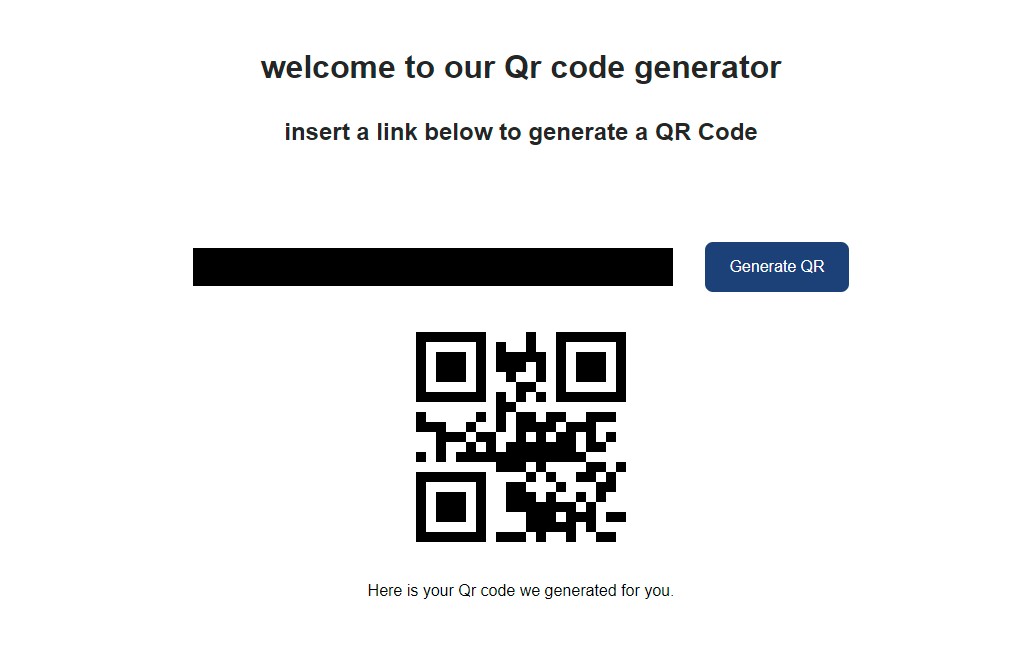 welcome to our Qr code generator
insert a link below to generate a QR Code
Generate QR
Here is your Qr code we generated for you.